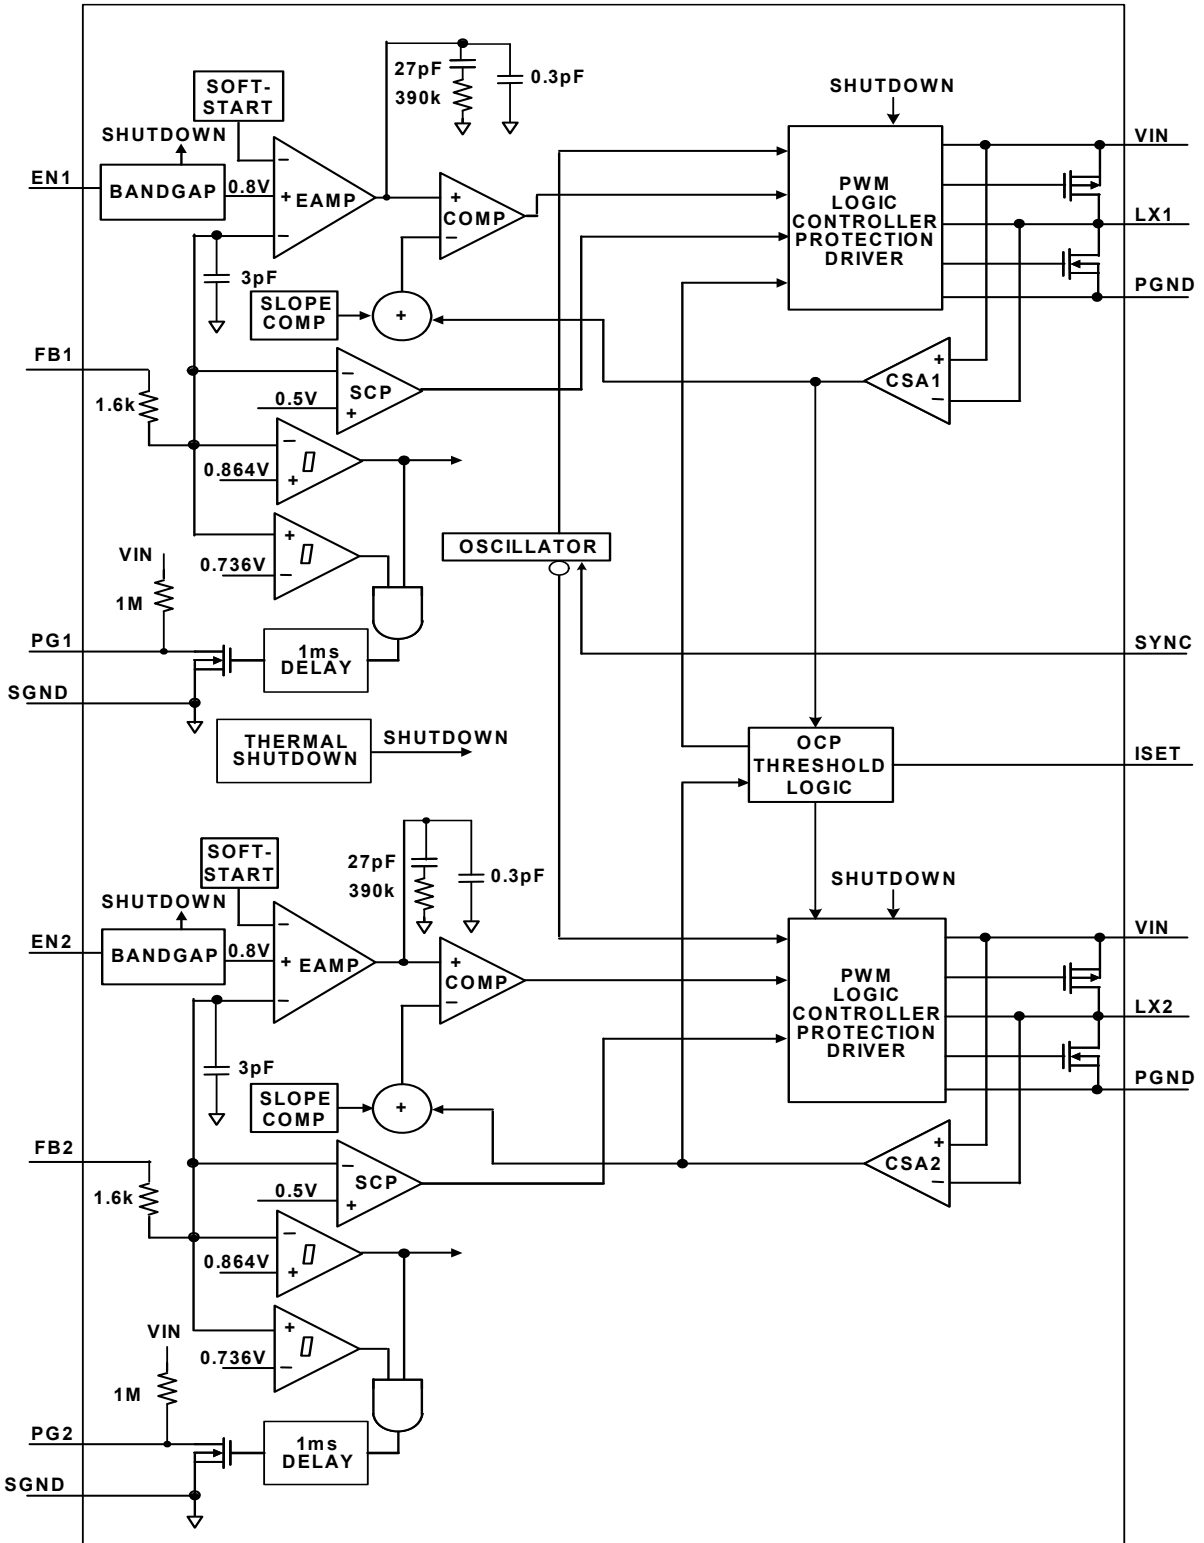 27pF
0.3pF
390k
SOFT-
START
SHUTDOWN
SHUTDOWN
VIN
EN1
BANDGAP
0.8V
−
+
−
EAMP
+
−
COMP
PWM
LOGIC
CONTROLLER
PROTECTION
DRIVER
LX1
3pF
PGND
SLOPE
COMP
+
FB1
1.6k
−
+
SCP
0.5V
+
−
CSA1
−
+
0.864V
+
−
0.736V
OSCILLATOR
VIN
1M
PG1
1ms
DELAY
SYNC
SGND
THERMAL
SHUTDOWN
SHUTDOWN
OCP
THRESHOLD
LOGIC
ISET
SOFT-
START
27pF
390k
0.3pF
SHUTDOWN
SHUTDOWN
VIN
EN2
BANDGAP
0.8V
−
+
−
EAMP
+
−
COMP
PWM
LOGIC
CONTROLLER
PROTECTION
DRIVER
LX2
3pF
PGND
SLOPE
COMP
+
FB2
1.6k
−
+
SCP
0.5V
+
−
CSA2
−
+
0.864V
+
−
0.736V
VIN
1M
PG2
1ms
DELAY
SGND